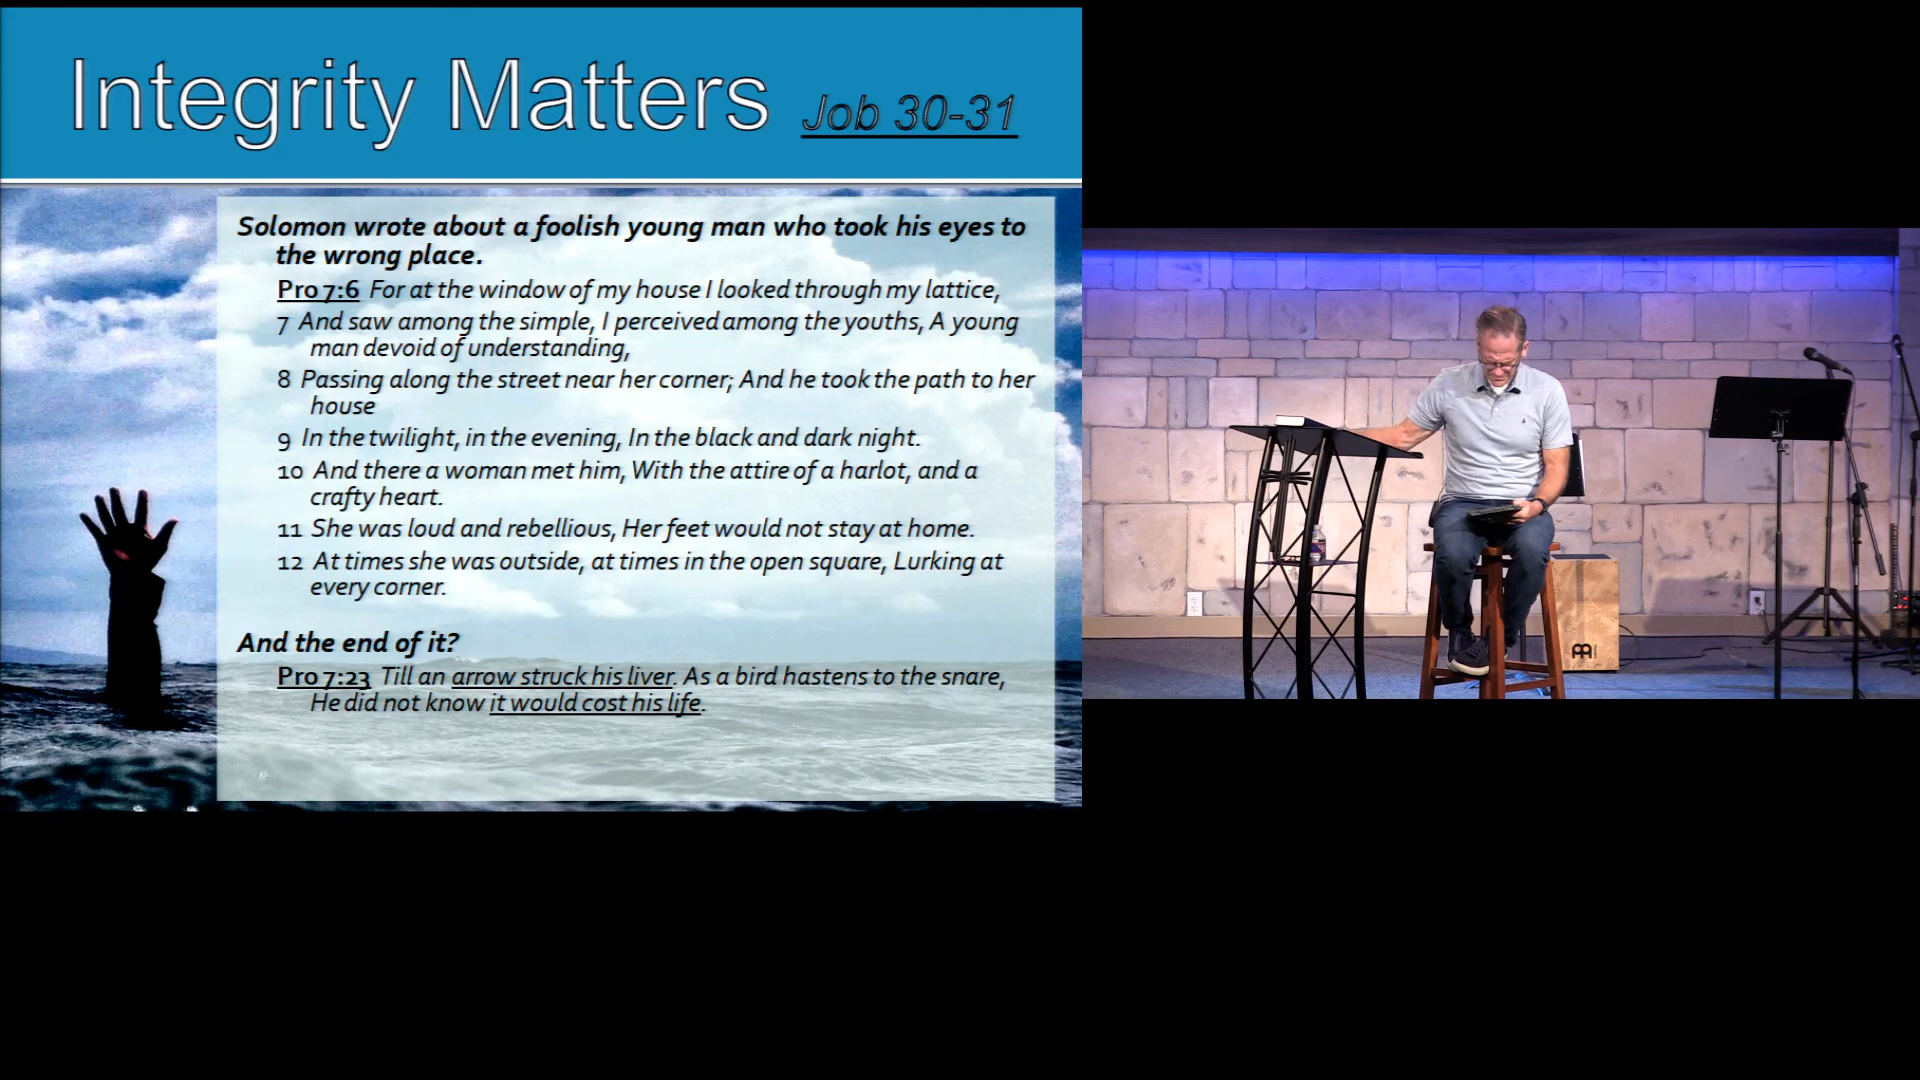 Integrity Matters Job 30-31
Solomon wrote about a foolish young man who took his eyes to
the wrong place.
Pro 7:6 For at the window of my house I looked through my lattice,
7 And saw among the simple, I perceived among the youths, A young
man devoid of understanding,
8 Passing along the street near her corner; And he took the path to her
house
9 In the twilight, in the evening, In the black and dark night.
10 And there a woman met him, With the attire of a harlot, and a
crafty heart.
11 She was loud and rebellious, Her feet would not stay at home.
12 At times she was outside, at times in the open square, Lurking at
every corner.
And the end of it?
Pro 7:23 Till an arrow struck his liver. As a bird hastens to the snare,
He did not know it would cost his life.